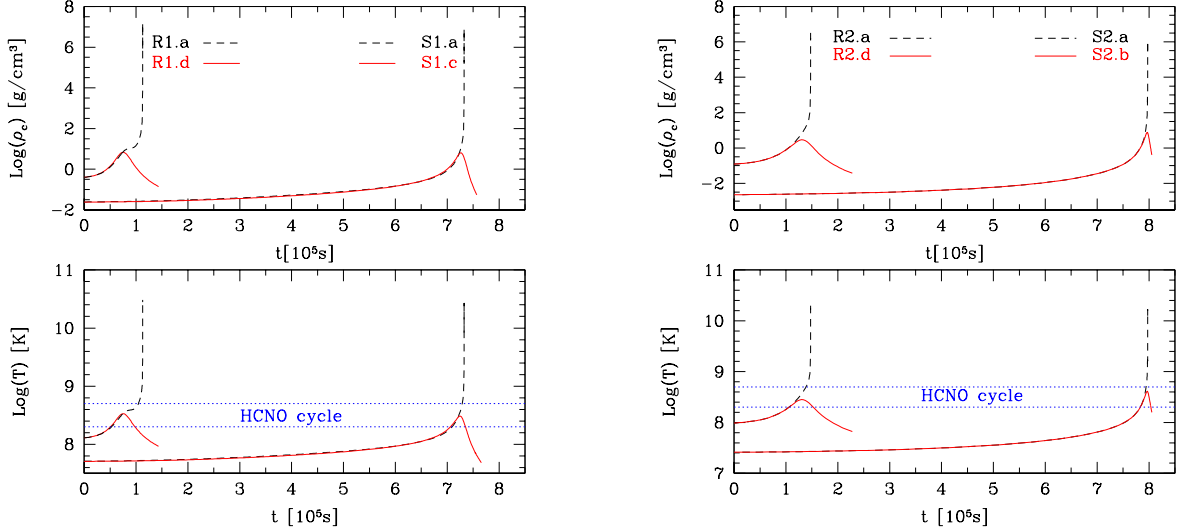 8
6
4
2
0
−2
Log(ρc) [g/cm³]
R1.a
R1.d
S1.a
S1.c
0 1 2 3 4 5 6 7 8
t[10⁵s]
11
10
9
8
Log(T) [K]
HCNO cycle
0 1 2 3 4 5 6 7 8
t [10⁵s]
8
6
4
2
0
−2
Log(ρc) [g/cm³]
R2.a
R2.d
S2.a
S2.b
0 1 2 3 4 5 6 7 8
t[10⁵s]
11
10
9
8
7
Log(T) [K]
HCNO cycle
0 1 2 3 4 5 6 7 8
t [10⁵s]